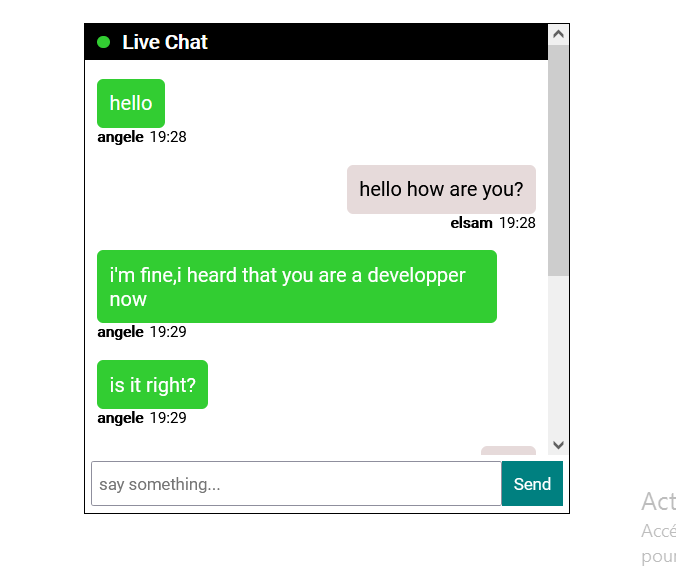 Live Chat
hello
angele 19:28
hello how are you?
elsam 19:28
i'm fine,i heard that you are a developper
now
angele 19:29
is it right?
angele 19:29
say something...
Send
Act
Accé
pour